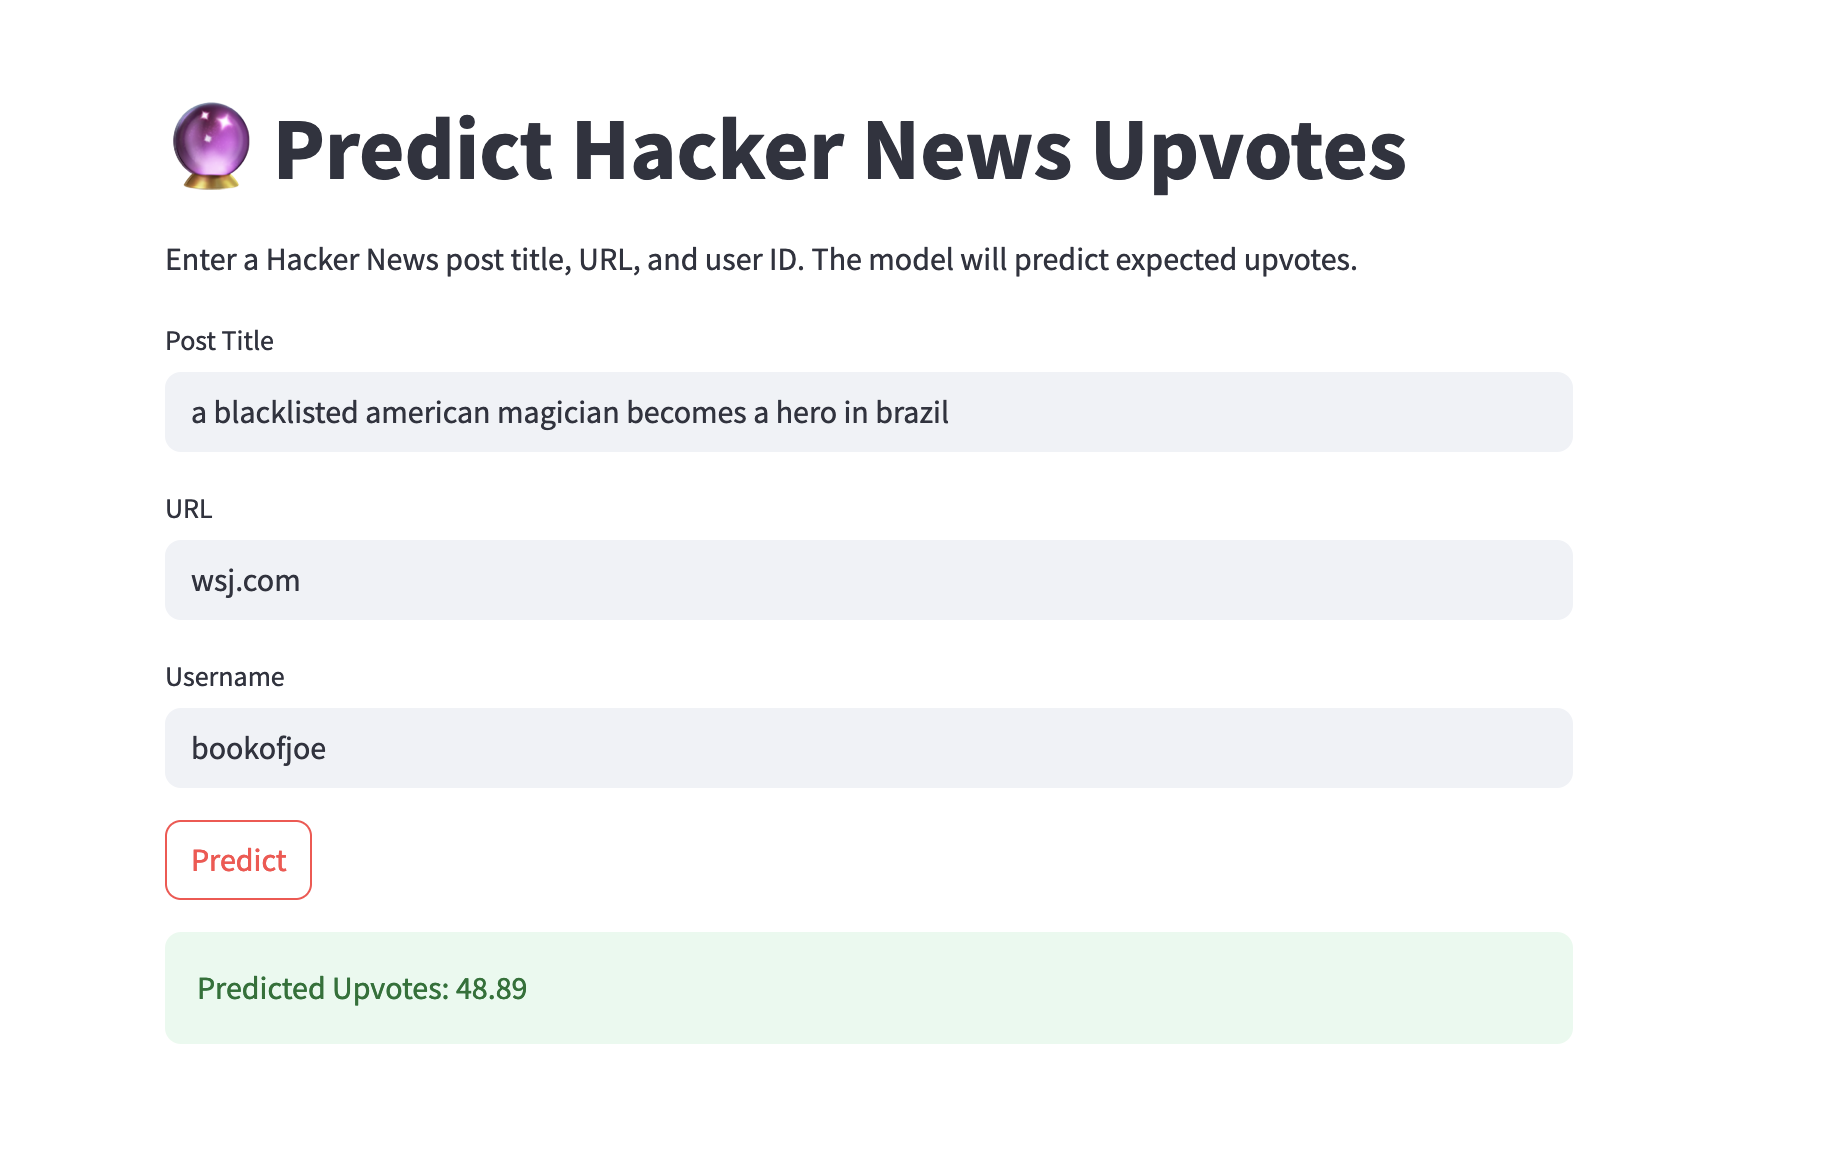 Predict Hacker News Upvotes
Enter a Hacker News post title, URL, and user ID. The model will predict expected upvotes.
Post Title
a blacklisted american magician becomes a hero in brazil
URL
wsj.com
Username
bookofjoe
Predict
Predicted Upvotes: 48.89